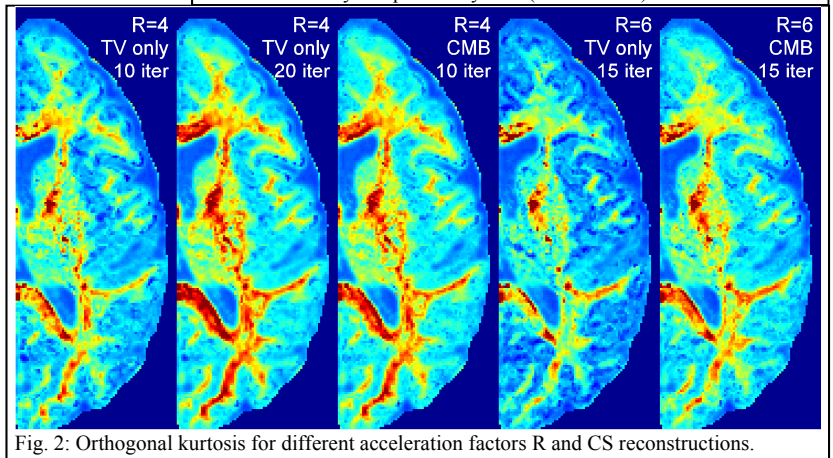 R=4
TV only
10 iter
R=4
TV only
20 iter
R=4
CMB
10 iter
R=6
TV only
15 iter
R=6
CMB
15 iter
Fig. 2: Orthogonal kurtosis for different acceleration factors R and CS reconstructions.